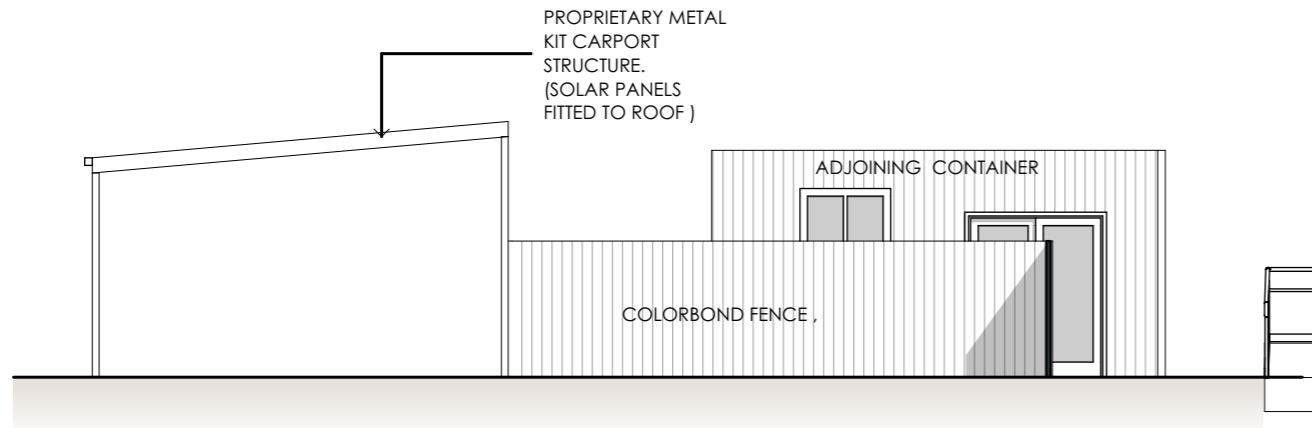 PROPRIETARY METAL
KIT CARPORT
STRUCTURE.
(SOLAR PANELS
FITTED TO ROOF )
ADJOINING CONTAINER
COLORBOND FENCE ,